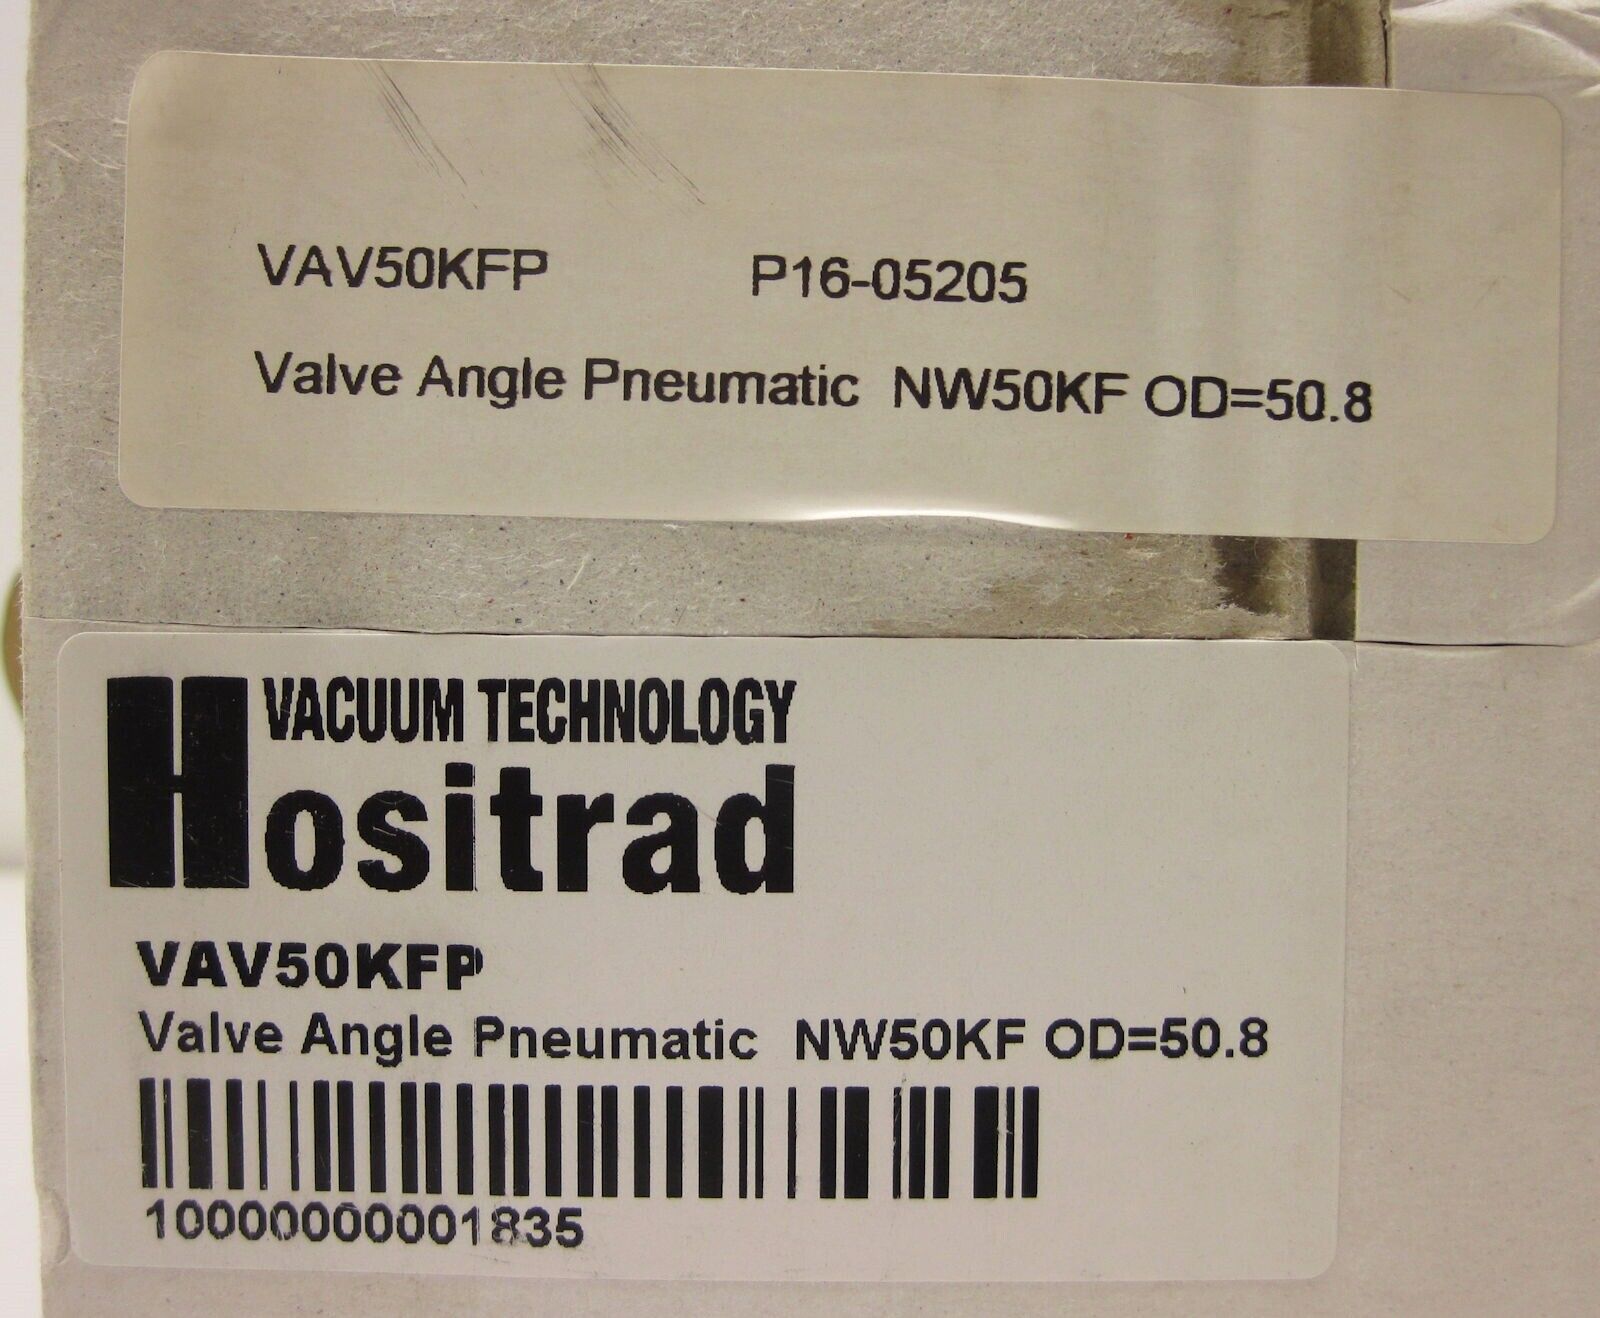 VAV50KFP P16-05205
Valve Angle Pneumatic NW50KF OD=50.8
VACUUM TECHNOLOGY
Hositrad
VAV50KFP
Valve Angle Pneumatic NW50KF OD=50.8
100000000001835